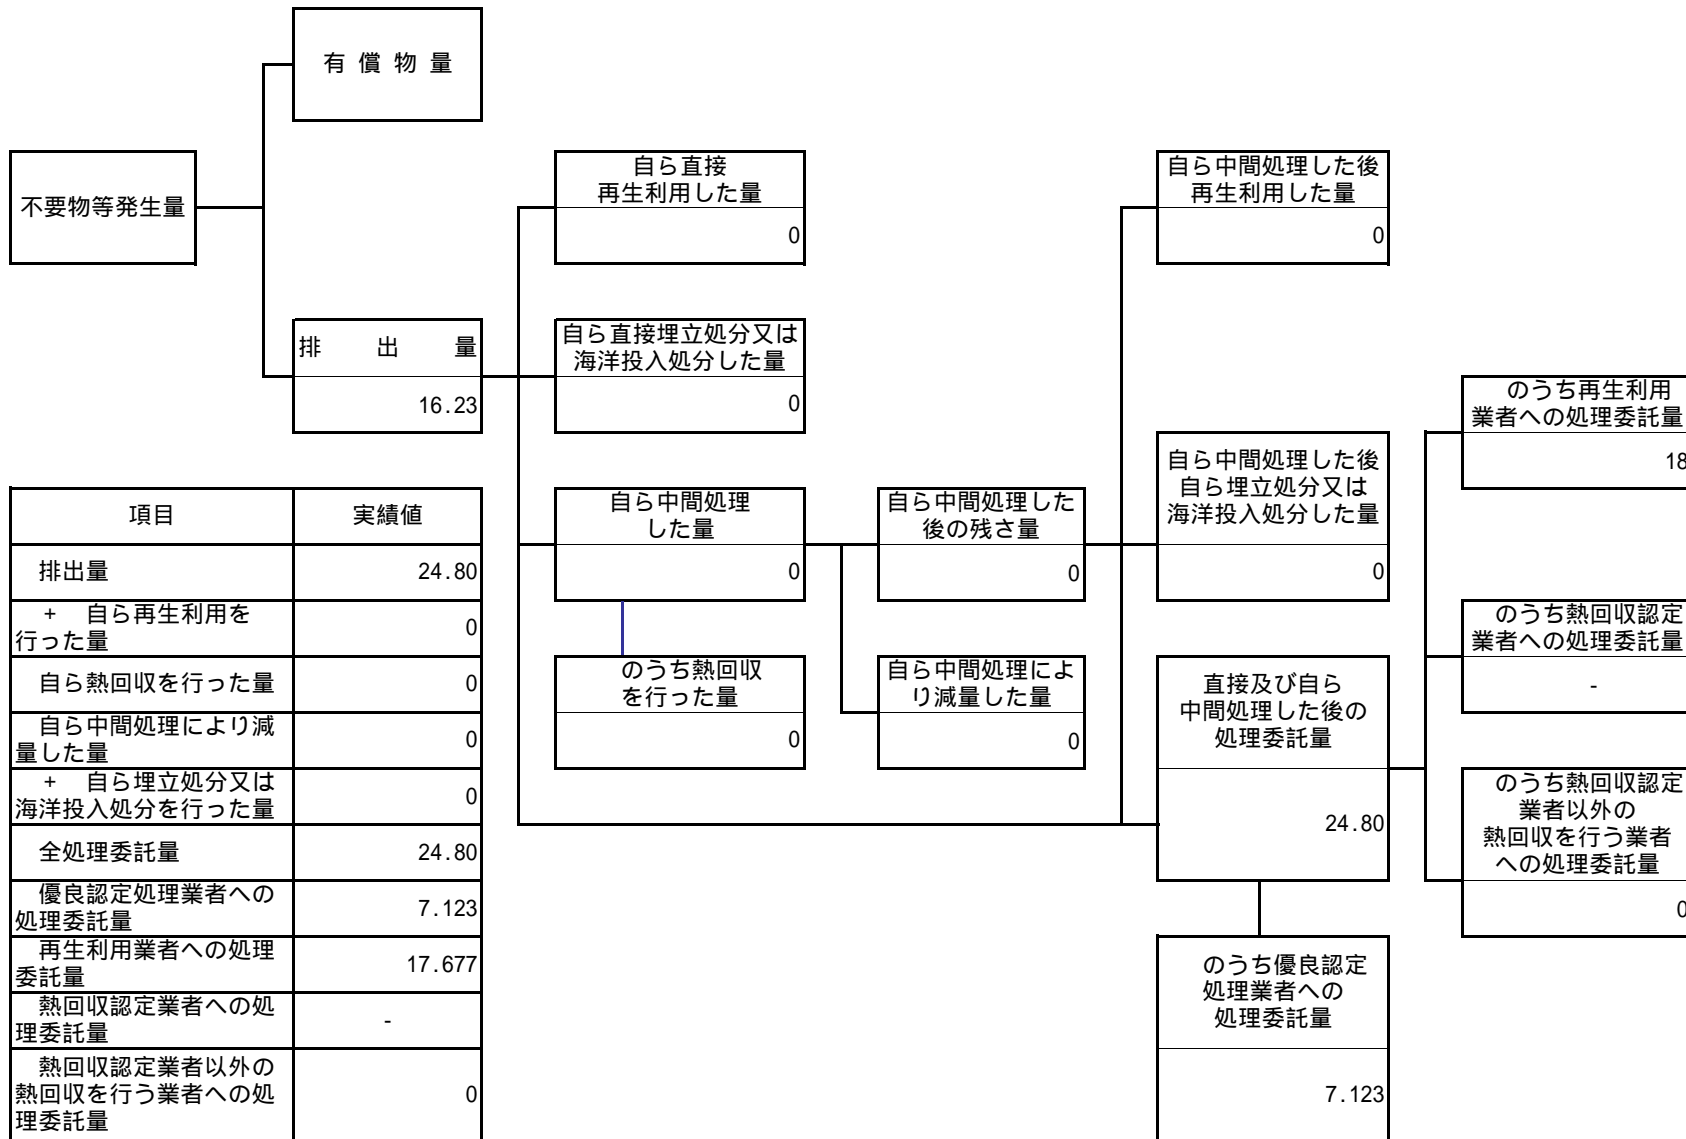 有 償 物 量
不要物等発生量
自ら直接
再生利用した量
0
自ら中間処理した後
再生利用した量
0
排 出 量
16.23
自ら直接埋立処分又は
海洋投入処分した量
0
のうち再生利用
業者への処理委託量
18
自ら中間処理
した量
0
自ら中間処理した
後の残さ量
0
自ら中間処理した後
自ら埋立処分又は
海洋投入処分した量
0
のうち熱回収認定
業者への処理委託量
-
のうち熱回収
を行った量
0
自ら中間処理によ
り減量した量
0
直接及び自ら
中間処理した後の
処理委託量
24.80
のうち熱回収認定
業者以外の
熱回収を行う業者
への処理委託量
0
のうち優良認定
処理業者への
処理委託量
7.123
項目 実績値
排出量 24.80
+ 自ら再生利用を
行った量 0
自ら熱回収を行った量 0
自ら中間処理により減
量した量 0
+ 自ら埋立処分又は
海洋投入処分を行った量 0
全処理委託量 24.80
優良認定処理業者への
処理委託量 7.123
再生利用業者への処理
委託量 17.677
熱回収認定業者への処
理委託量 -
熱回収認定業者以外の
熱回収を行う業者への処
理委託量 0